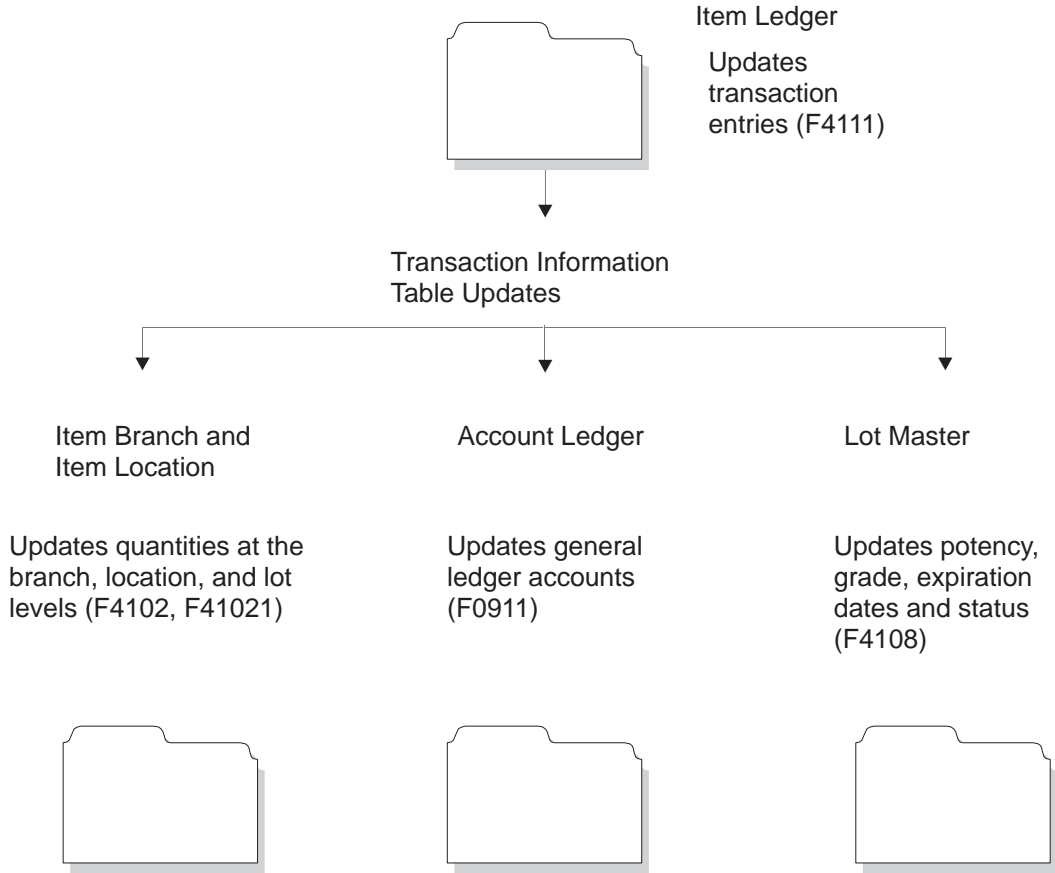 Item Ledger
Updates
transaction
entries (F4111)
Transaction Information
Table Updates
Item Branch and
Item Location
Account Ledger
Lot Master
Updates quantities at the
branch, location, and lot
levels (F4102, F41021)
Updates general
ledger accounts
(F0911)
Updates potency,
grade, expiration
dates and status
(F4108)